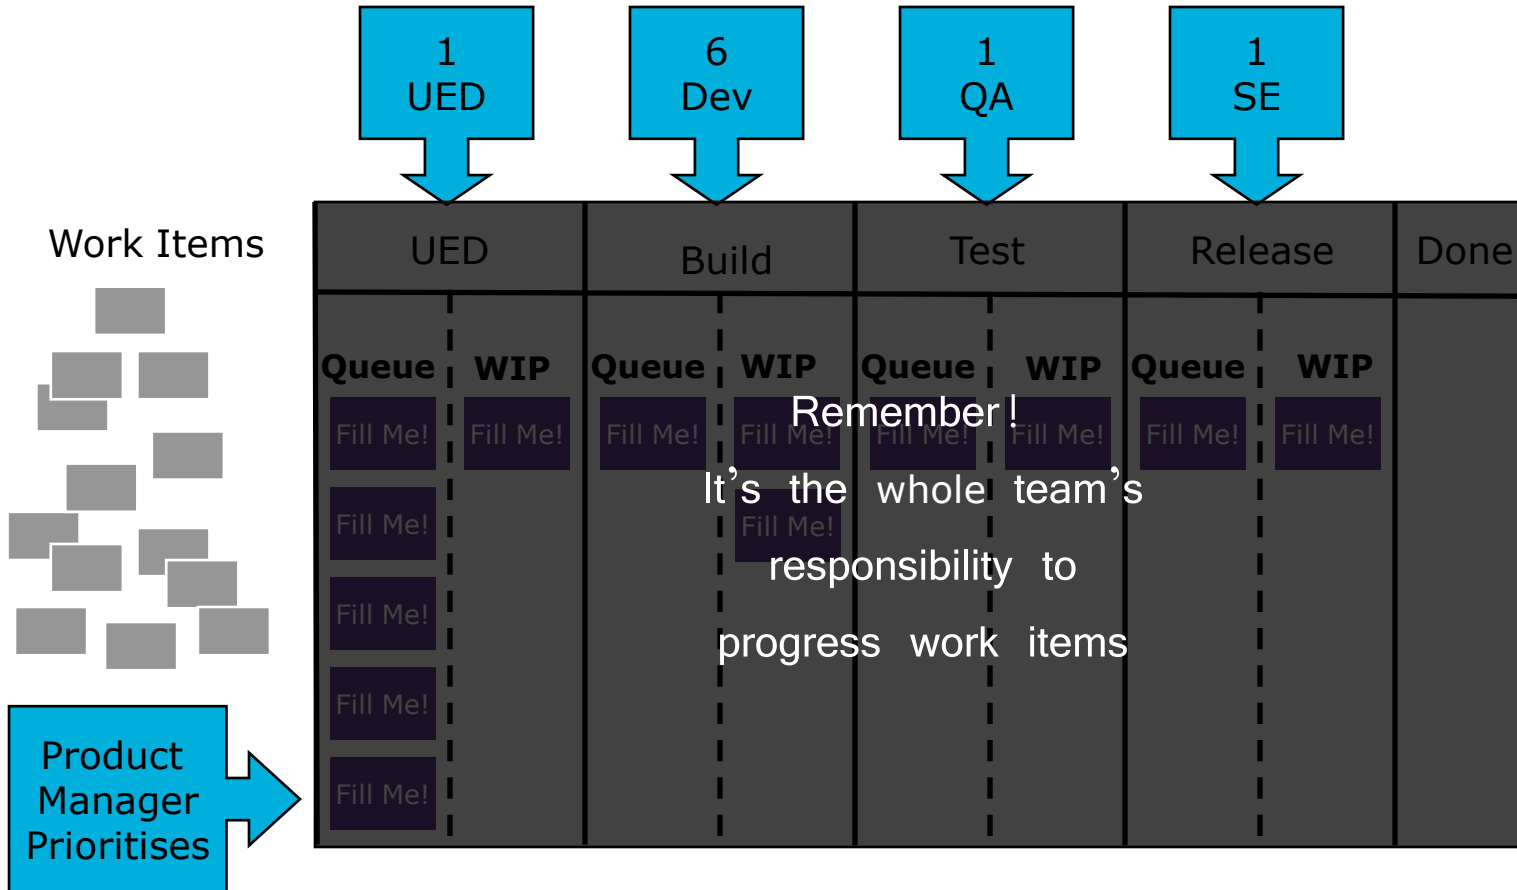 1
UED
6
Dev
1
QA
1
SE
Work Items
UED
Build
Test
Release
Done
Queue
WIP
Queue
WIP
Queue
WIP
Queue
WIP
Fill Me!
Fill Me!
Fill Me!
Fill Me!
Fill Me!
Fill Me!
Fill Me!
Fill Me!
Fill Me!
Fill Me!
Fill Me!
Fill Me!
Fill Me!
Remember!
It's the whole team's
responsibility to
progress work items
Product
Manager
Prioritises